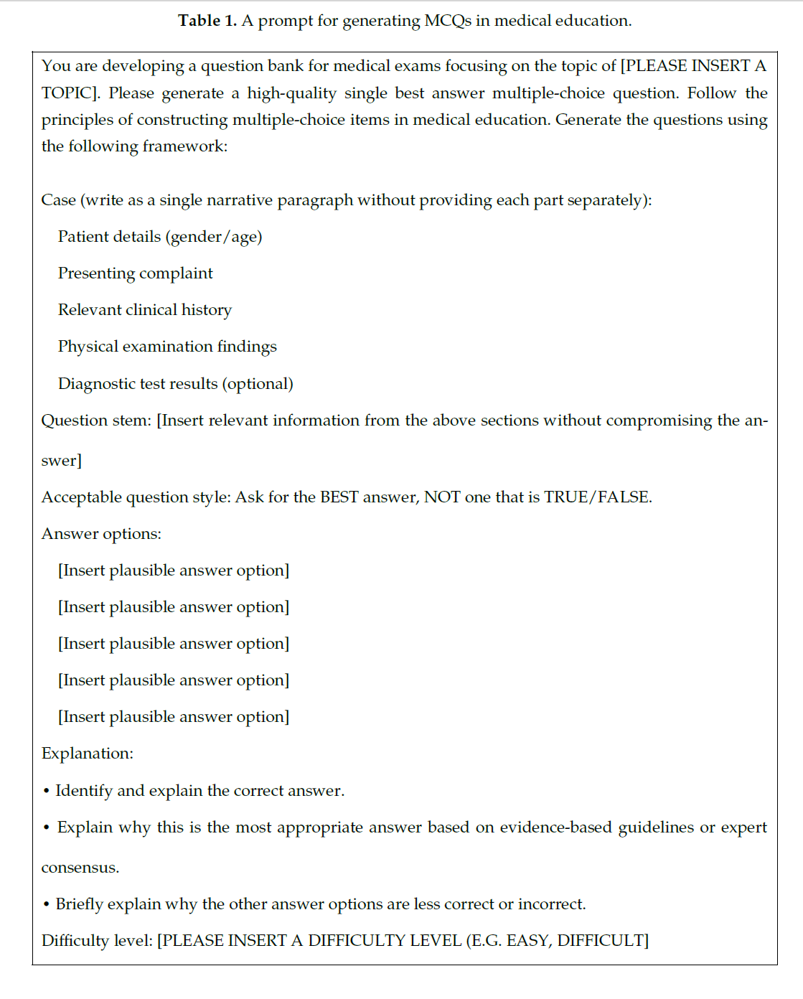 Table 1. A prompt for generating MCQs in medical education.
You are developing a question bank for medical exams focusing on the topic of [PLEASE INSERT A
TOPIC]. Please generate a high-quality single best answer multiple-choice question. Follow the
principles of constructing multiple-choice items in medical education. Generate the questions using
the following framework:
Case (write as a single narrative paragraph without providing each part separately):
Patient details (gender/age)
Presenting complaint
Relevant clinical history
Physical examination findings
Diagnostic test results (optional)
Question stem: [Insert relevant information from the above sections without compromising the an-
swer]
Acceptable question style: Ask for the BEST answer, NOT one that is TRUE/FALSE.
Answer options:
[Insert plausible answer option]
[Insert plausible answer option]
[Insert plausible answer option]
[Insert plausible answer option]
[Insert plausible answer option]
Explanation:
• Identify and explain the correct answer.
• Explain why this is the most appropriate answer based on evidence-based guidelines or expert
consensus.
• Briefly explain why the other answer options are less correct or incorrect.
Difficulty level: [PLEASE INSERT A DIFFICULTY LEVEL (E.G. EASY, DIFFICULT]